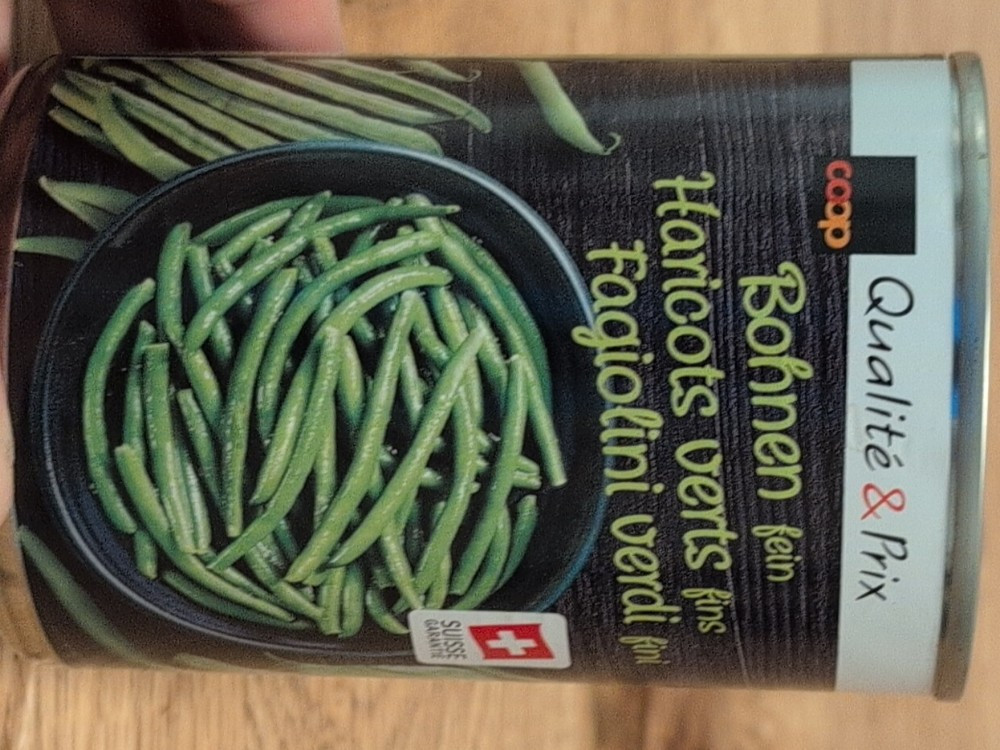 coop
Qualité & Prix
Bohnen fein
Haricots verts fins
Fagiolini verdi fini
SUISSE
GARANTIE